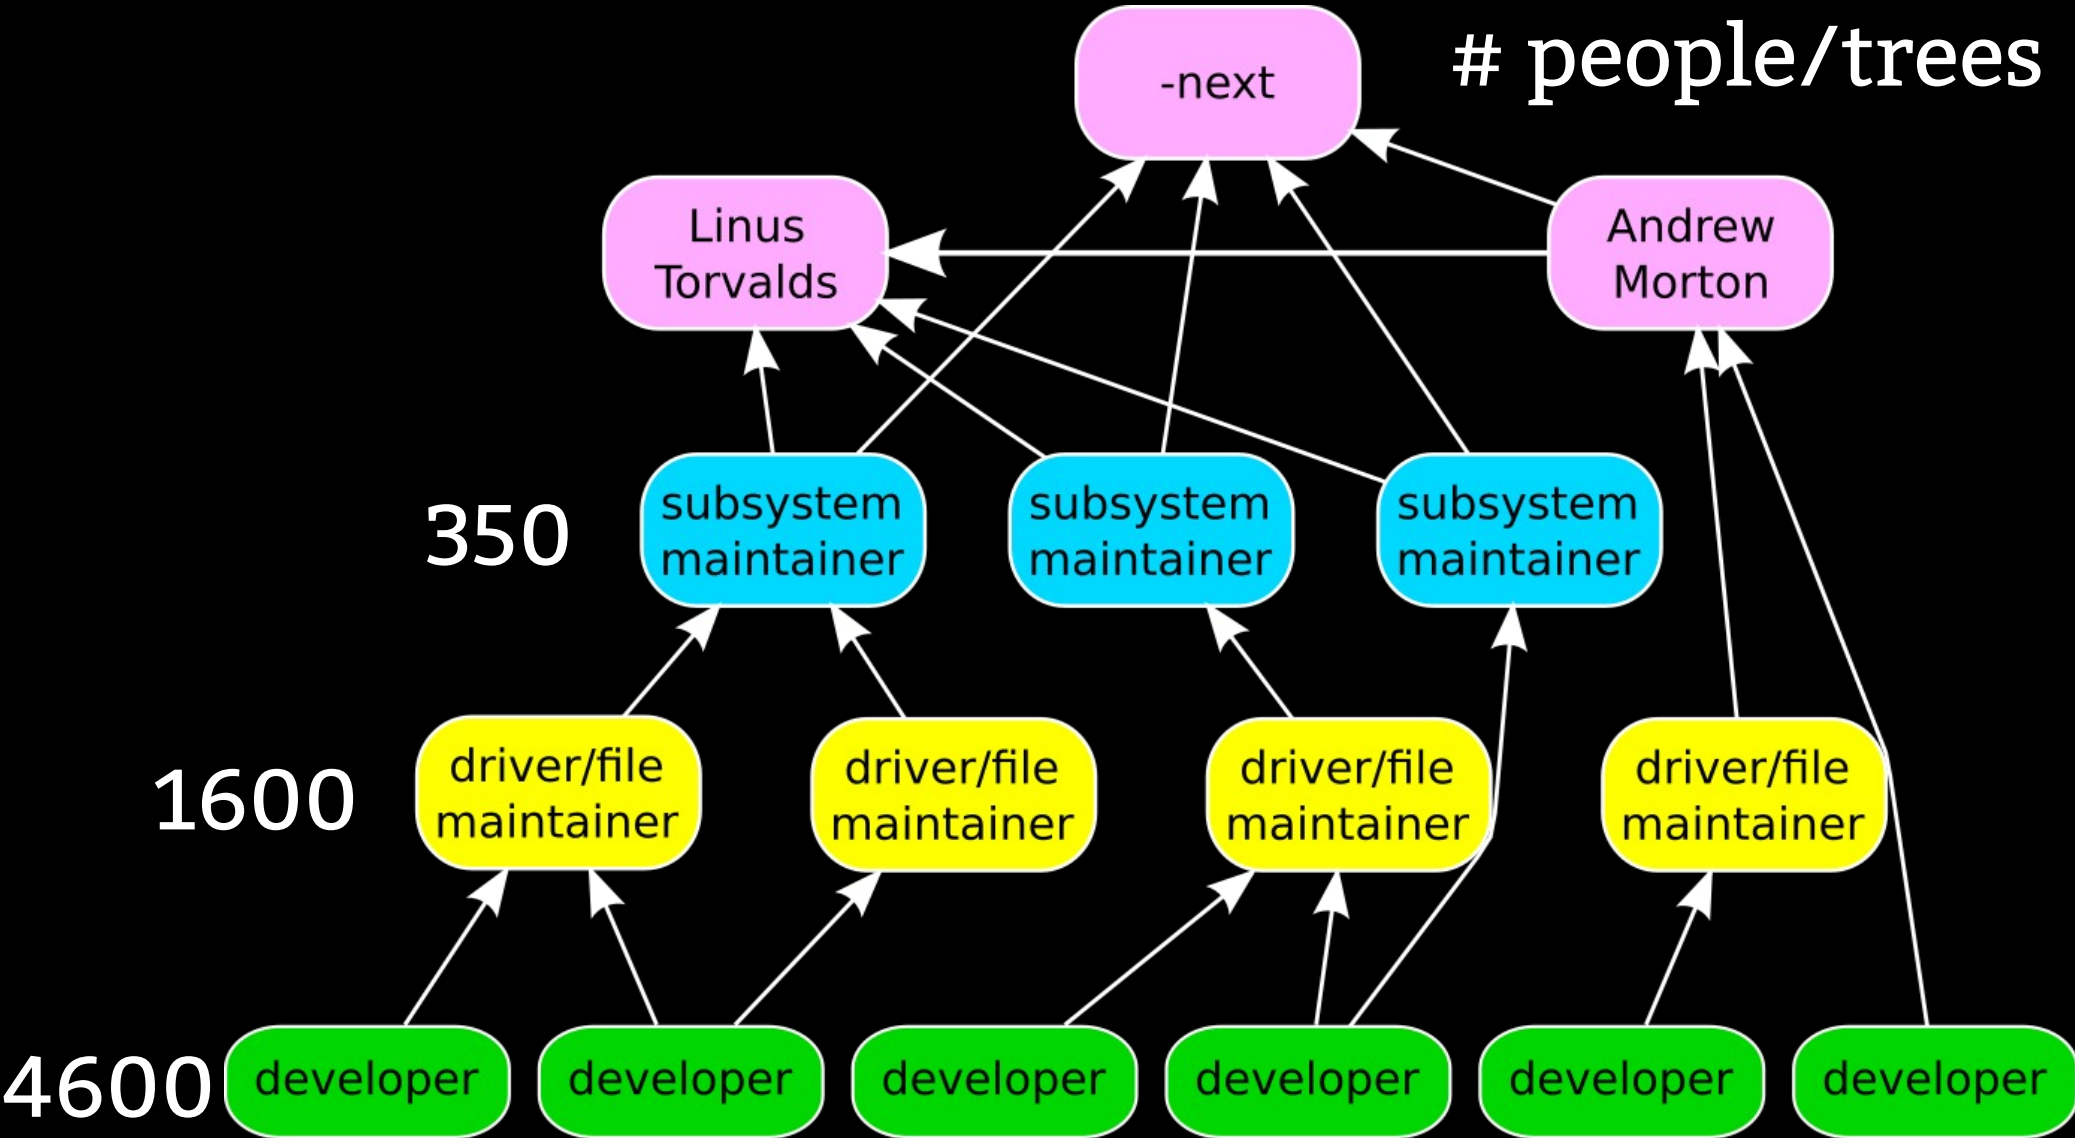 -next
# people/trees
Linus
Torvalds
Andrew
Morton
350
subsystem
maintainer
subsystem
maintainer
subsystem
maintainer
1600
driver/file
maintainer
driver/file
maintainer
driver/file
maintainer
driver/file
maintainer
4600
developer
developer
developer
developer
developer
developer